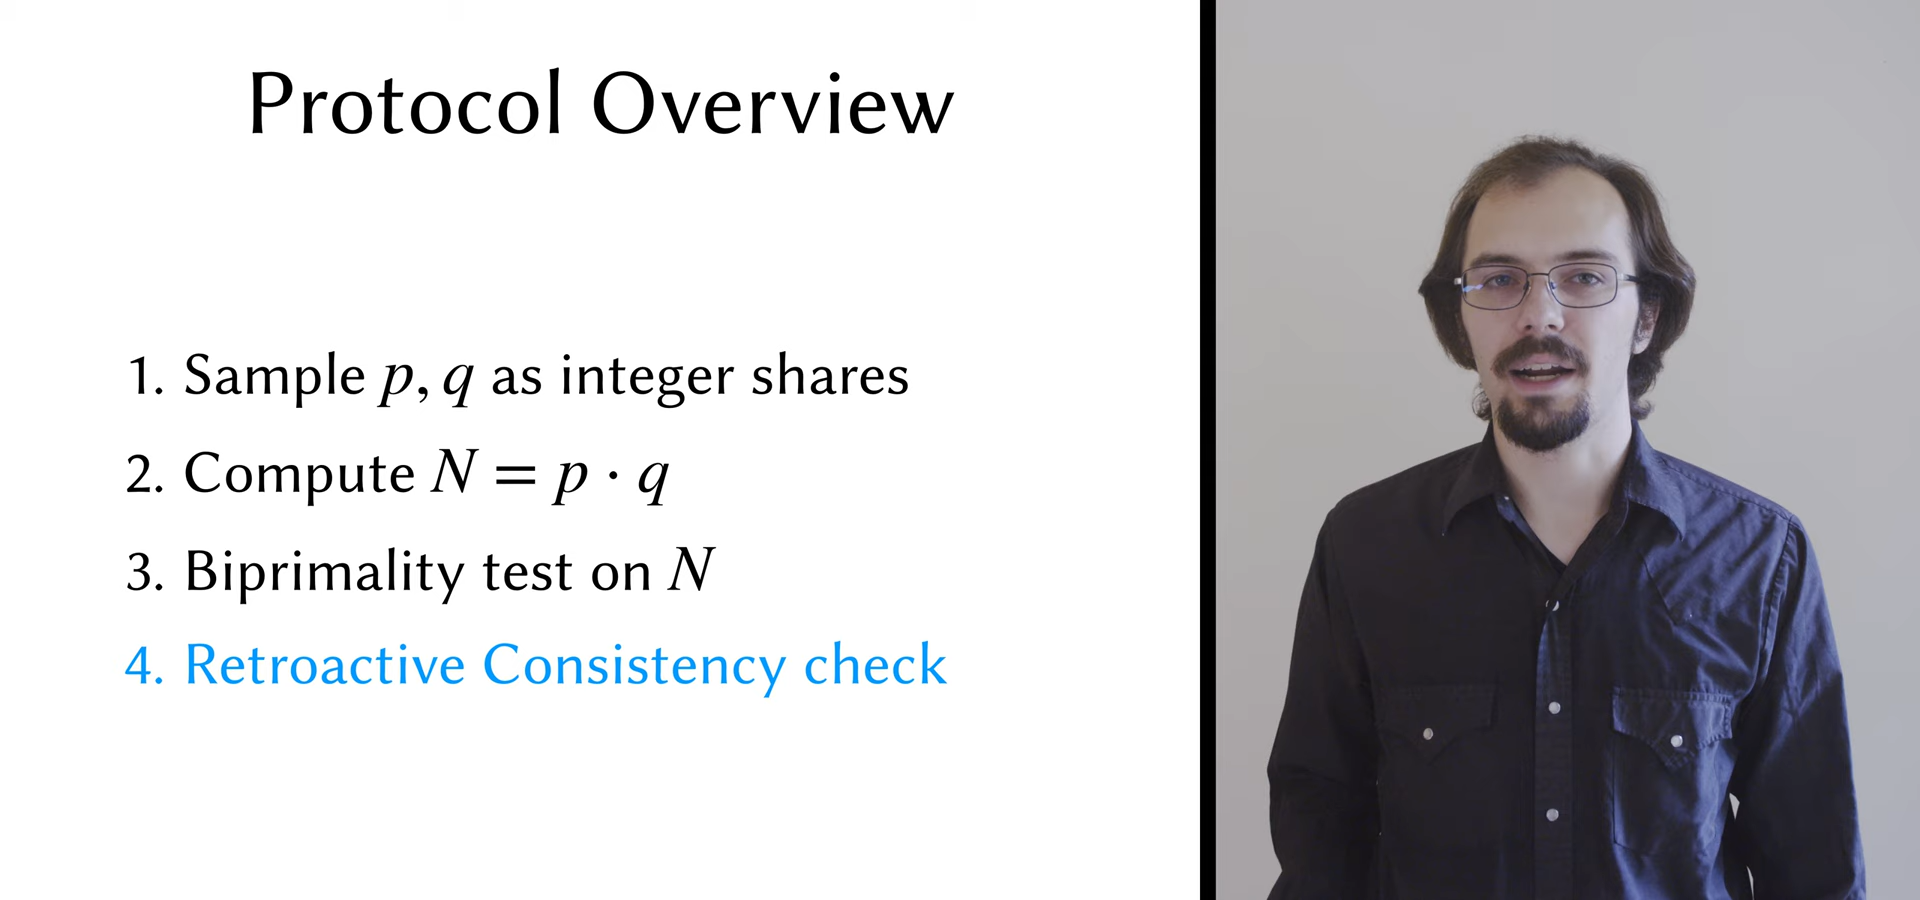 Protocol Overview
1. Sample p, q as integer shares
2. Compute N = p · q
3. Biprimality test on N
4. Retroactive Consistency check